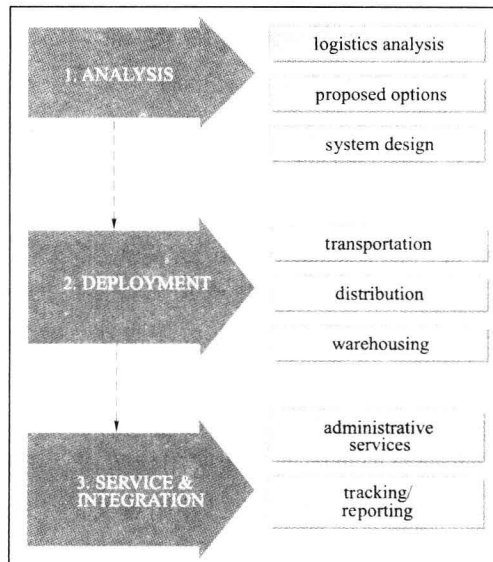 1. ANALYSIS
logistics analysis
proposed options
system design
2. DEPLOYMENT
transportation
distribution
warehousing
3. SERVICE &
INTEGRATION
administrative
services
tracking/
reporting